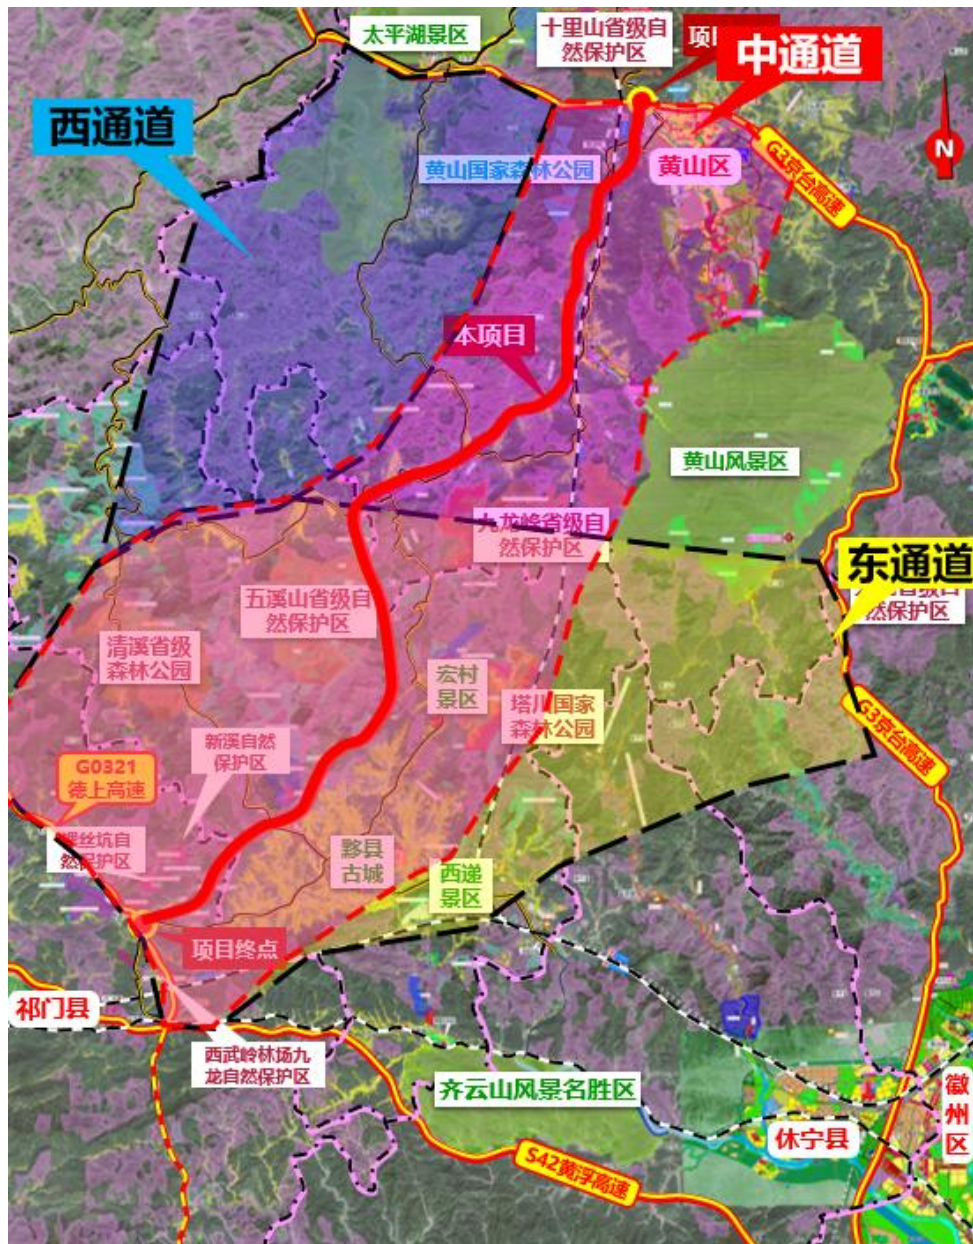 太平湖景区
十里山省级自
然保护区
项目
中通道
西通道
黄山国家森林公园
黄山区
G3京台高速
N
本项目
黄山风景区
九龙峰省级自
然保护区
东通道
然保护区
五溪山省级自
然保护区
清溪省级
森林公园
宏村
景区
塔川国家
森林公园
新溪自然
保护区
G3京台高速
G0321
德上高速
螺丝坑自
然保护区
黟县
古城
西递
景区
项目终点
祁门县
西武岭林场九
龙自然保护区
齐云山风景名胜区
徽
州
区
休宁县
S42黄浮高速